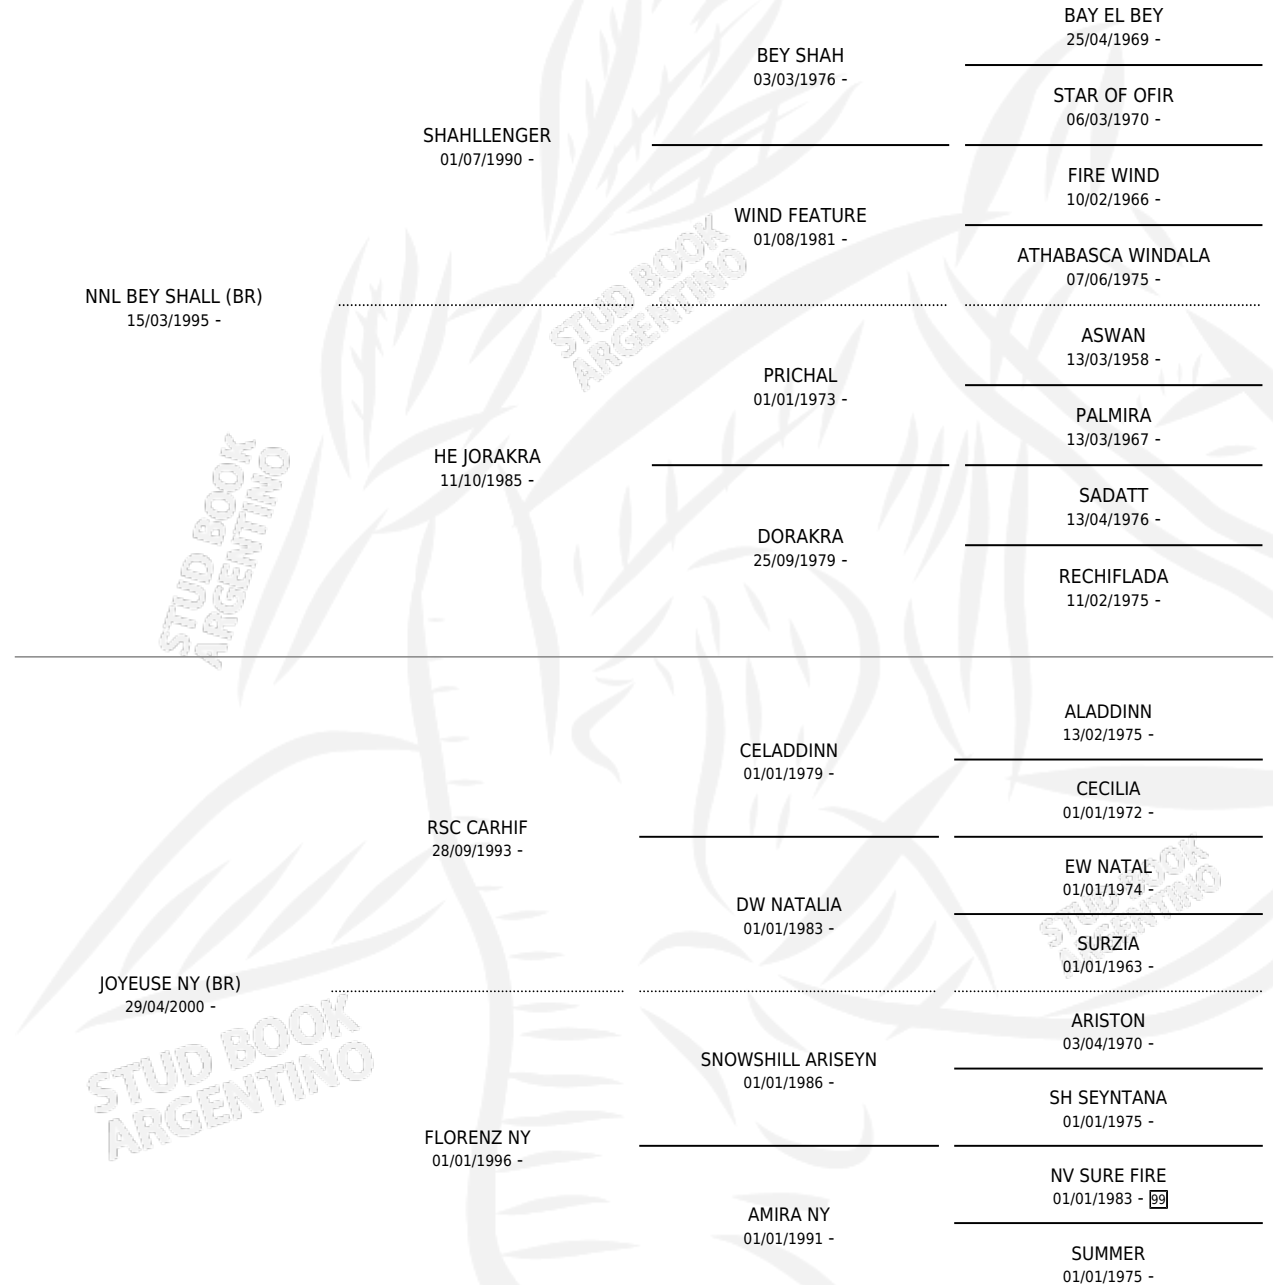 BAY EL BEY
25/04/1969 -
BEY SHAH
03/03/1976 -
STAR OF OFIR
06/03/1970 -
SHAHLLENGER
01/07/1990 -
FIRE WIND
10/02/1966 -
WIND FEATURE
01/08/1981 -
ATHABASCA WINDALA
07/06/1975 -
NNL BEY SHALL (BR)
15/03/1995 -
STUD BOOK
ARGENTINO
ASWAN
13/03/1958 -
PRICHAL
01/01/1973 -
PALMIRA
13/03/1967 -
HE JORAKRA
11/10/1985 -
SADATT
13/04/1976 -
DORAKRA
25/09/1979 -
RECHIFLADA
11/02/1975 -
STUD BOOK
ARGENTINO
ALADDINN
13/02/1975 -
CELADDINN
01/01/1979 -
CECILIA
01/01/1972 -
RSC CARHIF
28/09/1993 -
EW NATAL
01/01/1974 -
DW NATALIA
01/01/1983 -
SURZIA
01/01/1963 -
STUD BOOK
ARGENTINO
JOYEUSE NY (BR)
29/04/2000 -
STUD BOOK
ARGENTINO
ARISTON
03/04/1970 -
SNOWSHILL ARISEYN
01/01/1986 -
SH SEYNTANA
01/01/1975 -
FLORENZ NY
01/01/1996 -
NV SURE FIRE
01/01/1983 - 99
AMIRA NY
01/01/1991 -
SUMMER
01/01/1975 -